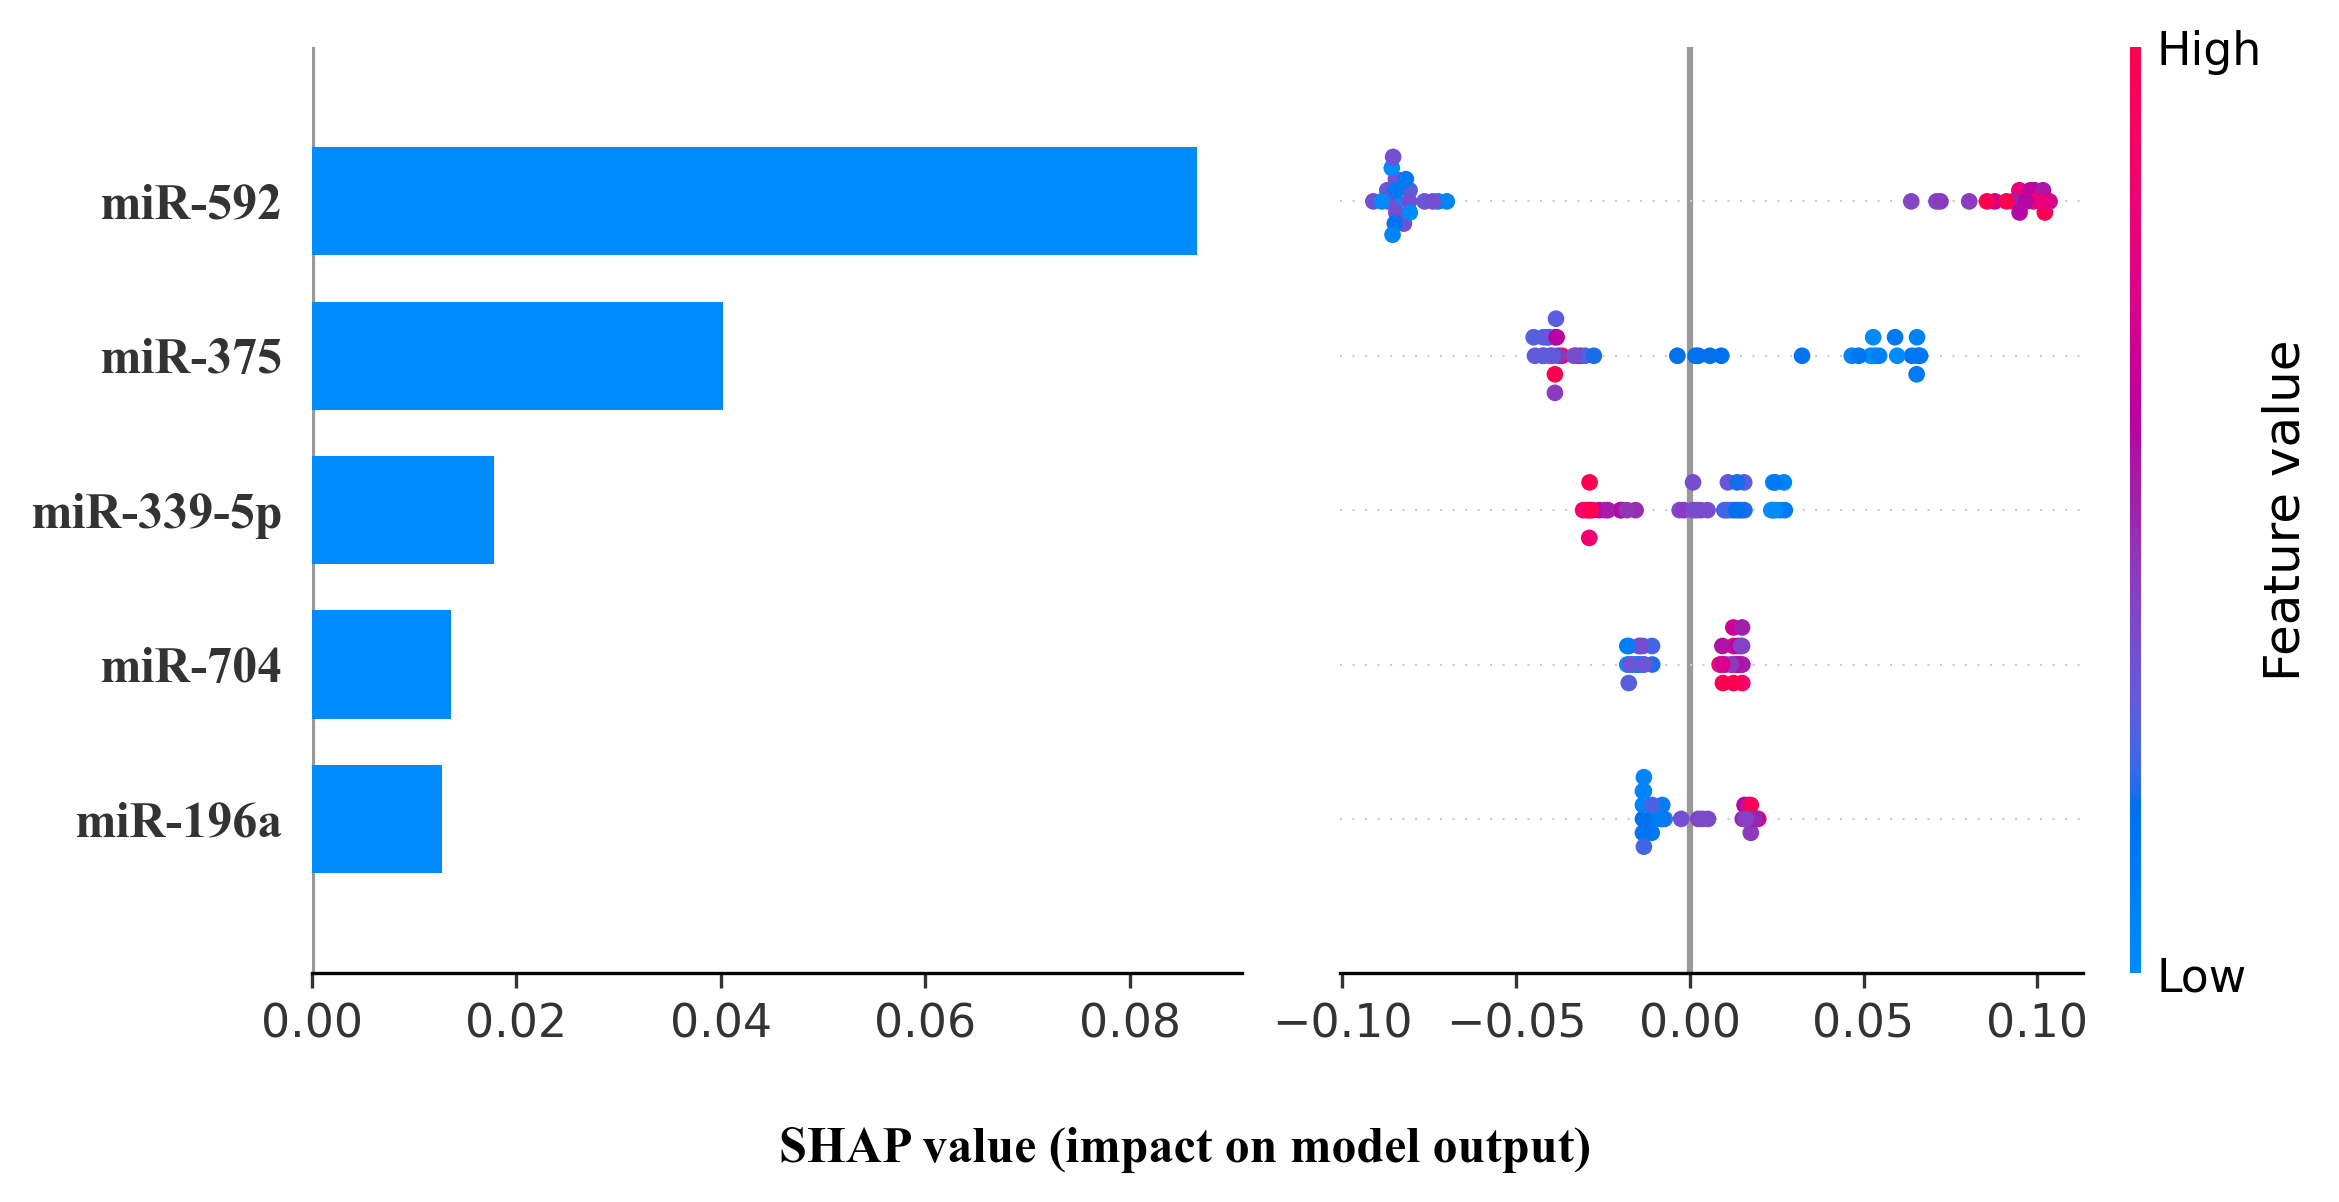 miR-592
miR-375
miR-339-5p
miR-704
miR-196a
0.00 0.02 0.04 0.06 0.08
−0.10 −0.05 0.00 0.05 0.10
High
Feature value
Low
SHAP value (impact on model output)